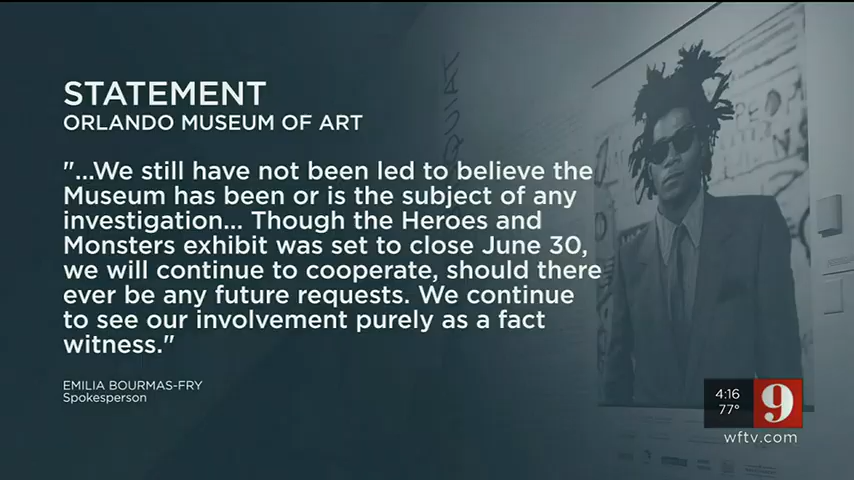 STATEMENT
ORLANDO MUSEUM OF ART
"...We still have not been led to believe the
Museum has been or is the subject of any
investigation... Though the Heroes and
Monsters exhibit was set to close June 30,
we will continue to cooperate, should there
ever be any future requests. We continue
to see our involvement purely as a fact
witness."
EMILIA BOURMAS-FRY
Spokesperson
QUIAT
4:16
77°
9
wftv.com